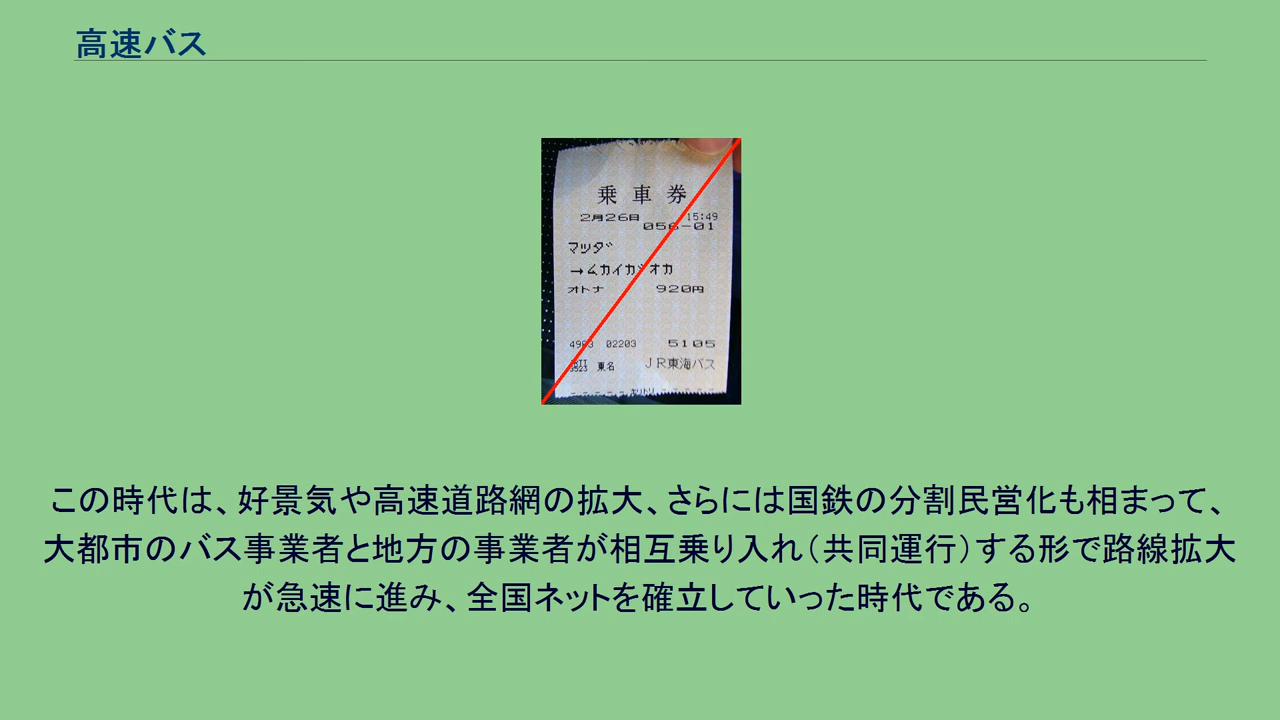 高速バス
乗車券
2月26日 15:49
056-01
マツダ
→ムカイガオカ
オトナ 920円
02203 5105
東名 JR東海バス
キリトリ
この時代は、好景気や高速道路網の拡大、さらには国鉄の分割民営化も相まって、
大都市のバス事業者と地方の事業者が相互乗り入れ（共同運行）する形で路線拡大
が急速に進み、全国ネットを確立していった時代である。